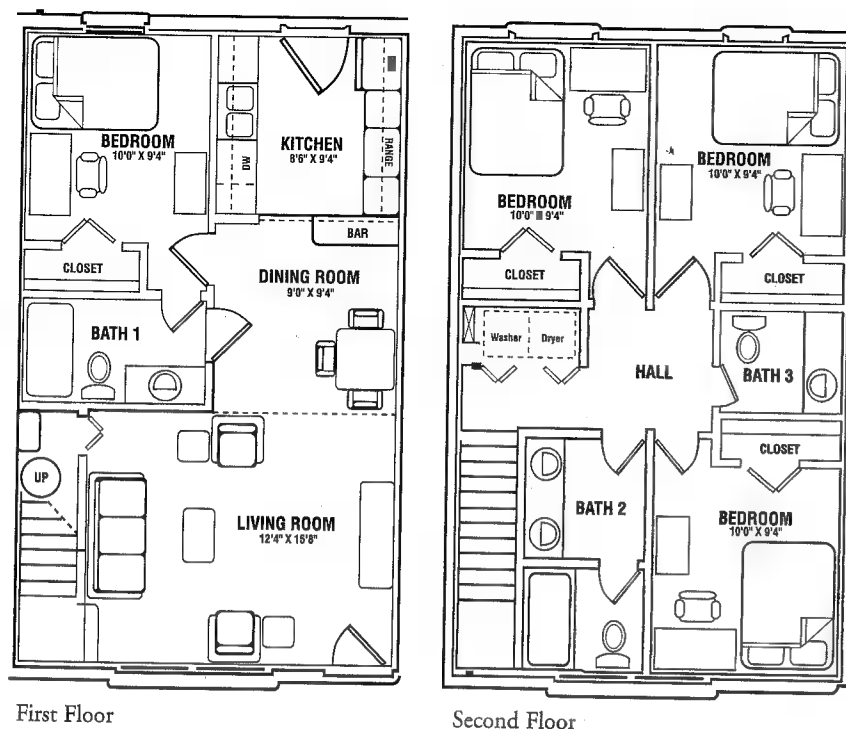 BEDROOM
10'0" X 9'4"
KITCHEN
8'6" X 9'4"
DW
RANGE
BAR
CLOSET
DINING ROOM
9'0" X 9'4"
BATH 1
UP
LIVING ROOM
12'4" X 15'8"
First Floor
BEDROOM
10'0" 9'4"
BEDROOM
10'0" X 9'4"
CLOSET
CLOSET
Washer
Dryer
HALL
BATH 3
CLOSET
BATH 2
BEDROOM
10'0" X 9'4"
Second Floor